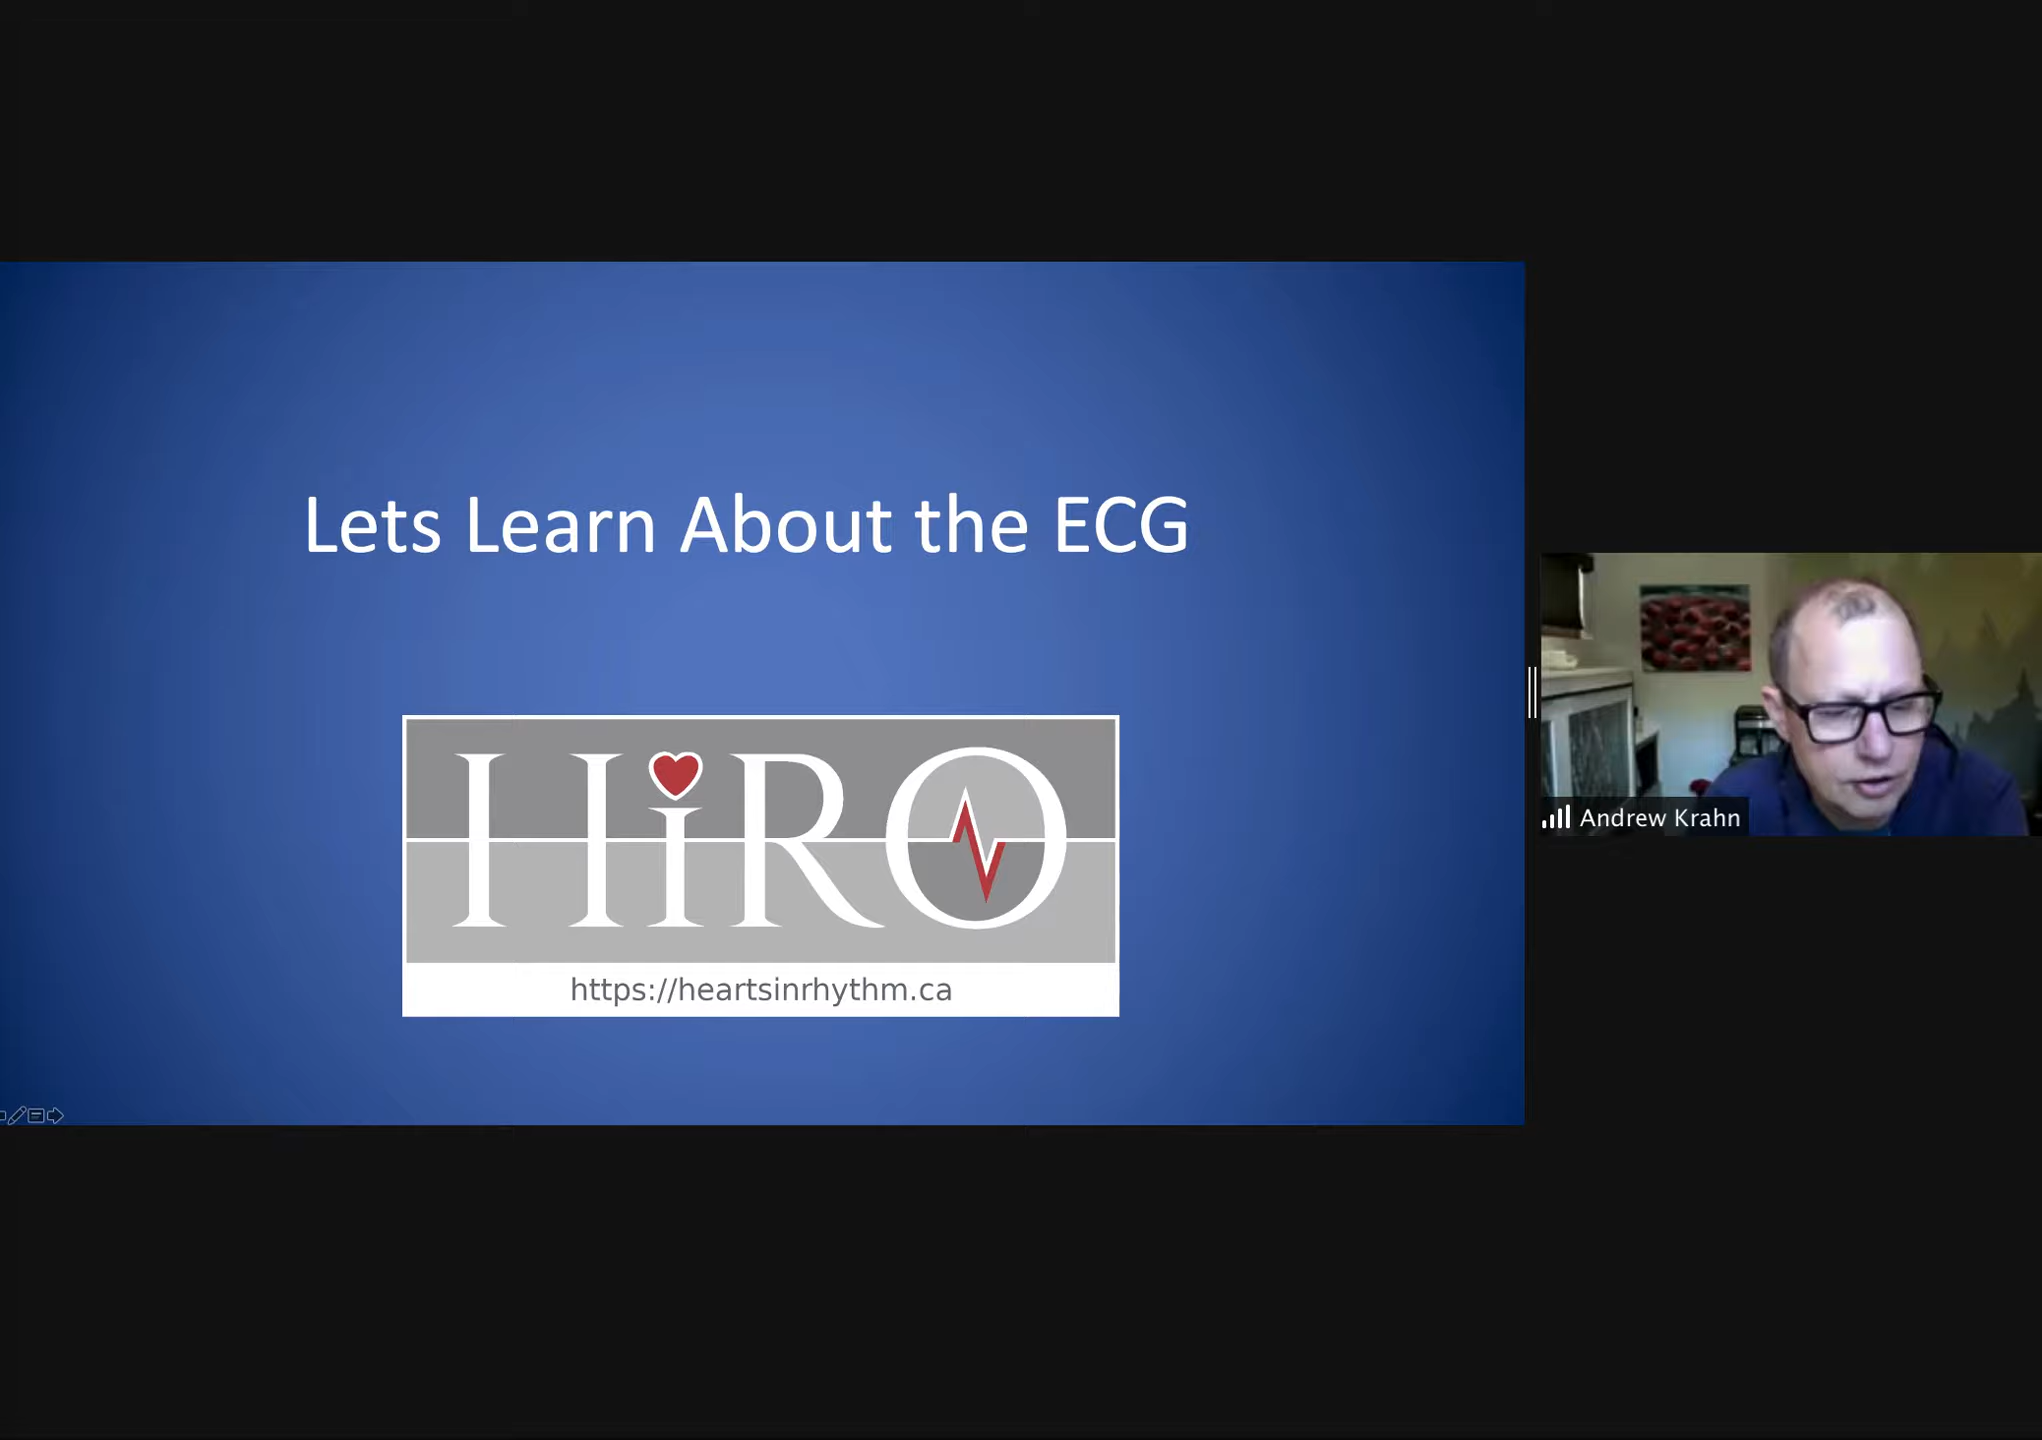 Lets Learn About the ECG
HiRO
https://heartsinrhythm.ca
Andrew Krahn